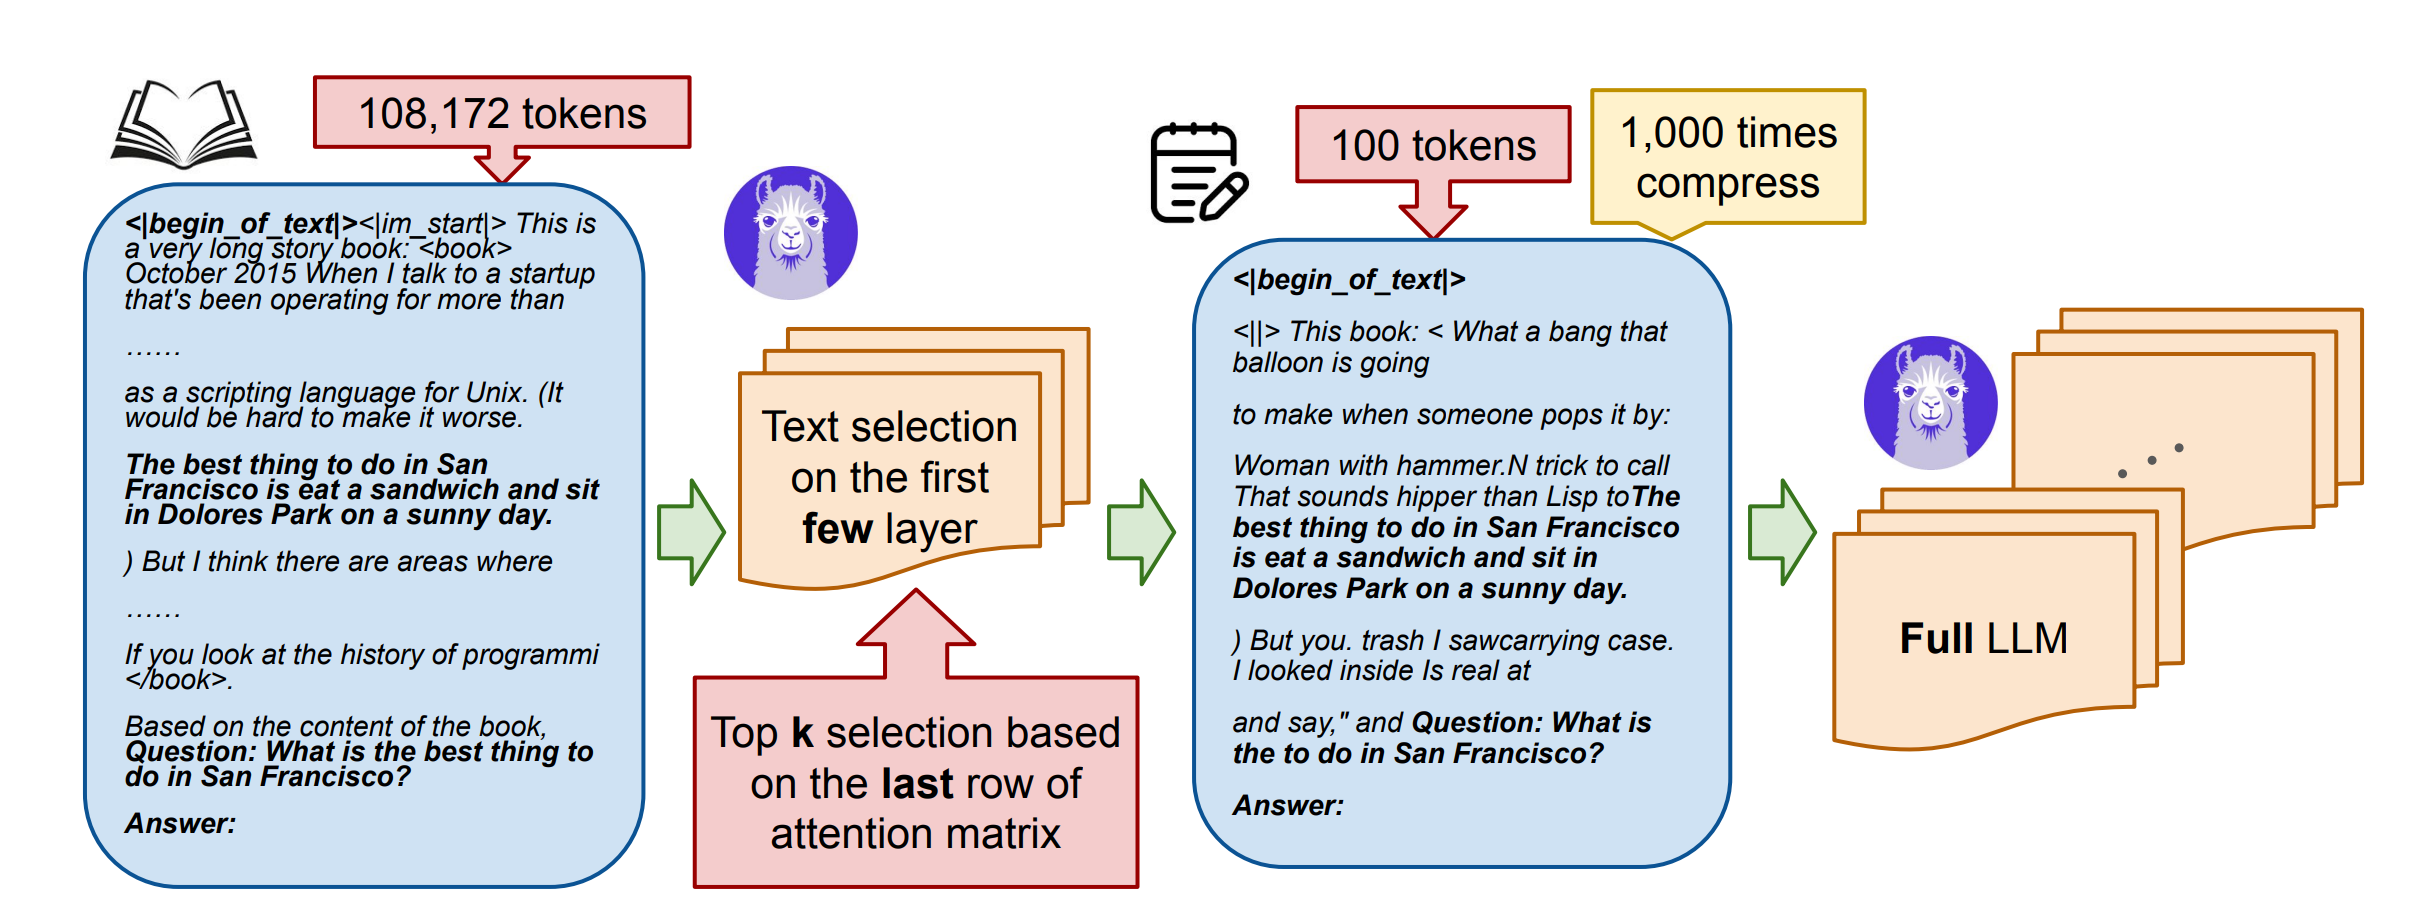 108,172 tokens
<|begin_of_text|><|im_start|> This is
a very long story book: <book>
October 2015 When I talk to a startup
that's been operating for more than
......
as a scripting language for Unix. (It
would be hard to make it worse.
The best thing to do in San
Francisco is eat a sandwich and sit
in Dolores Park on a sunny day.
) But I think there are areas where
......
If you look at the history of programmi
</book>.
Based on the content of the book,
Question: What is the best thing to
do in San Francisco?
Answer:
Text selection
on the first
few layer
Top k selection based
on the last row of
attention matrix
100 tokens
1,000 times
compress
<|begin_of_text|>
<||> This book: < What a bang that
balloon is going
to make when someone pops it by:
Woman with hammer.N trick to call
That sounds hipper than Lisp toThe
best thing to do in San Francisco
is eat a sandwich and sit in
Dolores Park on a sunny day.
) But you. trash I sawcarrying case.
I looked inside Is real at
and say," and Question: What is
the to do in San Francisco?
Answer:
Full LLM